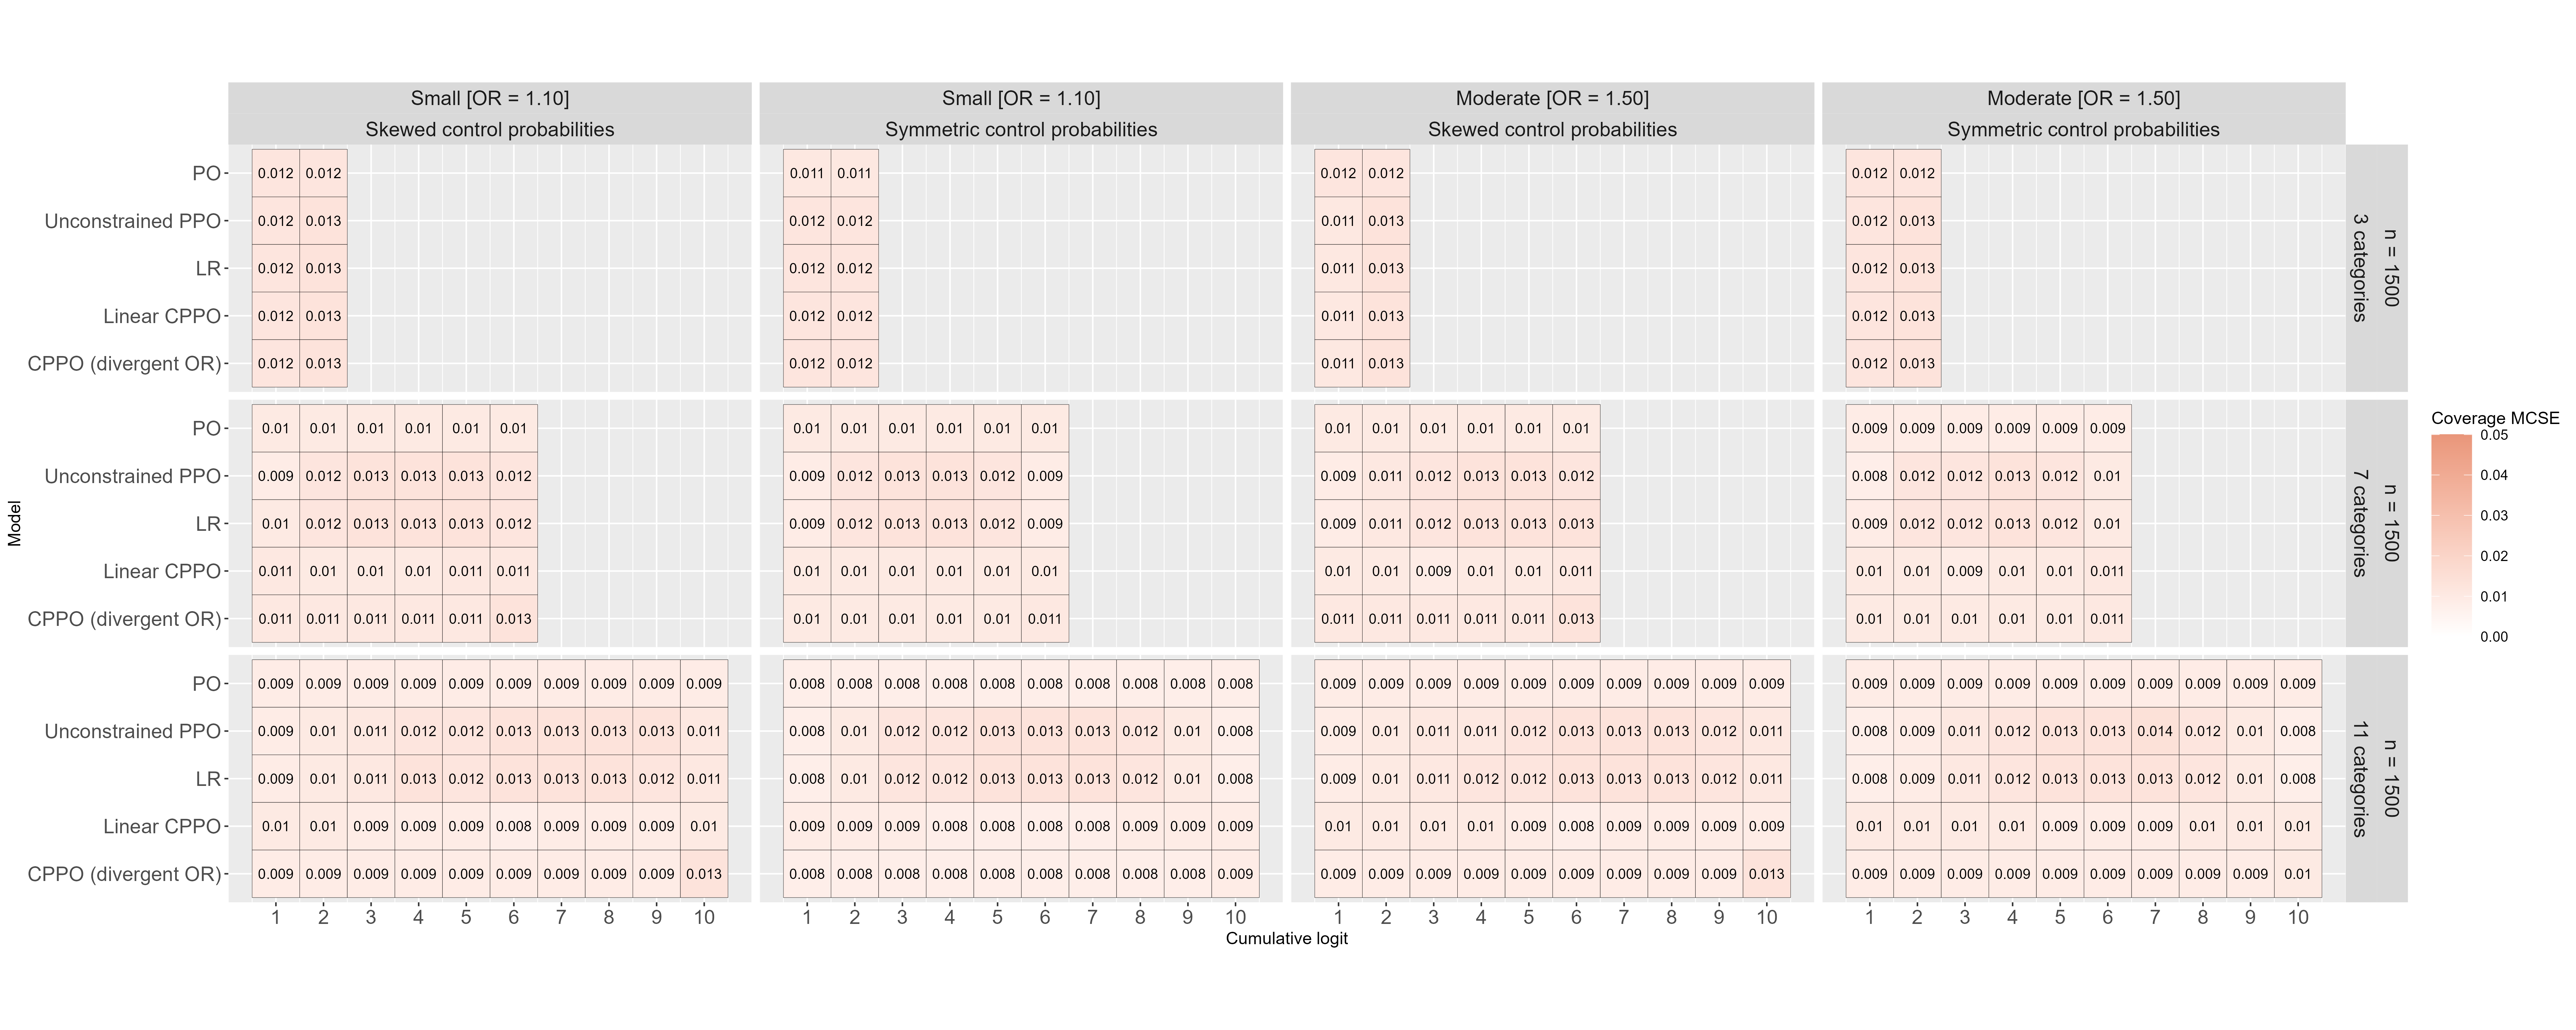 Small [OR = 1.10] Small [OR = 1.10] Moderate [OR = 1.50] Moderate [OR = 1.50]
Skewed control probabilities Symmetric control probabilities Skewed control probabilities Symmetric control probabilities
PO 0.012 0.012 0.011 0.011 0.012 0.012 0.012 0.012
Unconstrained PPO 0.012 0.013 0.012 0.012 0.011 0.013 0.012 0.013
LR 0.012 0.013 0.012 0.012 0.011 0.013 0.012 0.013
Linear CPPO 0.012 0.013 0.012 0.012 0.011 0.013 0.012 0.013
CPPO (divergent OR) 0.012 0.013 0.012 0.012 0.011 0.013 0.012 0.013
n = 1500
3 categories
PO 0.01 0.01 0.01 0.01 0.01 0.01 0.01 0.01 0.01 0.01 0.01 0.01 0.01 0.01 0.01 0.01 0.01 0.01 0.009 0.009 0.009 0.009 0.009 0.009
Unconstrained PPO 0.009 0.012 0.013 0.013 0.013 0.012 0.009 0.012 0.013 0.013 0.012 0.009 0.009 0.011 0.012 0.013 0.013 0.012 0.008 0.012 0.012 0.013 0.012 0.01
LR 0.01 0.012 0.013 0.013 0.013 0.012 0.009 0.012 0.013 0.013 0.012 0.009 0.009 0.011 0.012 0.013 0.013 0.013 0.009 0.012 0.012 0.013 0.012 0.01
Linear CPPO 0.011 0.01 0.01 0.01 0.011 0.011 0.01 0.01 0.01 0.01 0.01 0.01 0.01 0.01 0.009 0.01 0.01 0.011 0.01 0.01 0.009 0.01 0.01 0.011
CPPO (divergent OR) 0.011 0.011 0.011 0.011 0.011 0.013 0.01 0.01 0.01 0.01 0.01 0.011 0.011 0.011 0.011 0.011 0.011 0.013 0.01 0.01 0.01 0.01 0.01 0.011
n = 1500
7 categories
PO 0.009 0.009 0.009 0.009 0.009 0.009 0.009 0.009 0.009 0.009 0.008 0.008 0.008 0.008 0.008 0.008 0.008 0.008 0.008 0.008 0.009 0.009 0.009 0.009 0.009 0.009 0.009 0.009 0.009 0.009 0.009 0.009 0.009 0.009 0.009 0.009 0.009 0.009 0.009 0.009
Unconstrained PPO 0.009 0.01 0.011 0.012 0.012 0.013 0.013 0.013 0.013 0.011 0.008 0.01 0.012 0.012 0.013 0.013 0.013 0.012 0.01 0.008 0.009 0.01 0.011 0.011 0.012 0.013 0.013 0.013 0.012 0.011 0.008 0.009 0.011 0.012 0.013 0.013 0.014 0.012 0.01 0.008
LR 0.009 0.01 0.011 0.013 0.012 0.013 0.013 0.013 0.012 0.011 0.008 0.01 0.012 0.012 0.013 0.013 0.013 0.012 0.01 0.008 0.009 0.01 0.011 0.012 0.012 0.013 0.013 0.013 0.012 0.011 0.008 0.009 0.011 0.012 0.013 0.013 0.013 0.012 0.01 0.008
Linear CPPO 0.01 0.01 0.009 0.009 0.009 0.008 0.009 0.009 0.009 0.01 0.009 0.009 0.009 0.008 0.008 0.008 0.008 0.009 0.009 0.009 0.01 0.01 0.01 0.01 0.009 0.008 0.009 0.009 0.009 0.009 0.01 0.01 0.01 0.01 0.009 0.009 0.009 0.01 0.01 0.01
CPPO (divergent OR) 0.009 0.009 0.009 0.009 0.009 0.009 0.009 0.009 0.009 0.013 0.008 0.008 0.008 0.008 0.008 0.008 0.008 0.008 0.008 0.009 0.009 0.009 0.009 0.009 0.009 0.009 0.009 0.009 0.009 0.013 0.009 0.009 0.009 0.009 0.009 0.009 0.009 0.009 0.009 0.01
n = 1500
11 categories
1 2 3 4 5 6 7 8 9 10 1 2 3 4 5 6 7 8 9 10 1 2 3 4 5 6 7 8 9 10 1 2 3 4 5 6 7 8 9 10
Cumulative logit
Model
Coverage MCSE
0.05
0.04
0.03
0.02
0.01
0.00